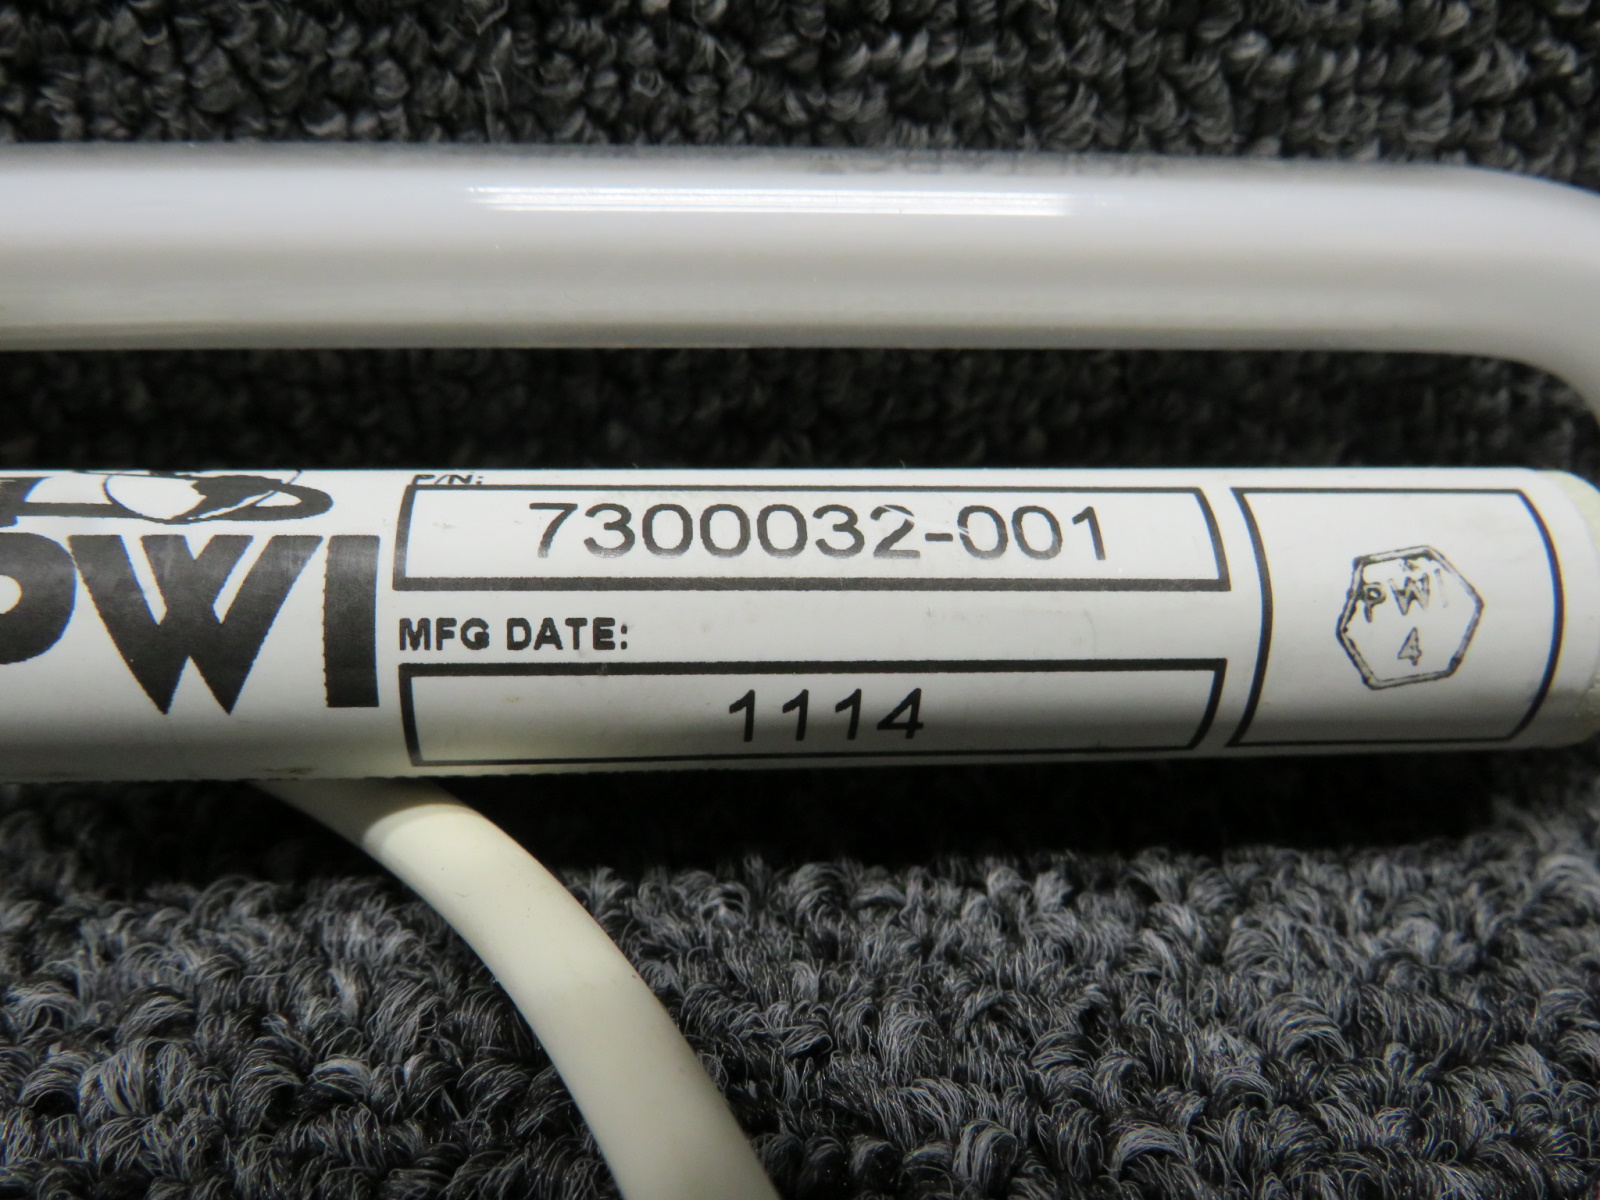 P/N:
7300032-001
PWI
MFG DATE:
1114
PWI
4